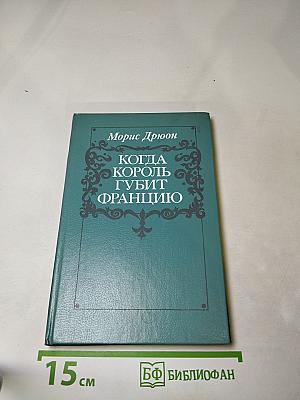 Морис Дрюон
КОГДА
КОРОЛЬ
ГУБИТ
ФРАНЦИЮ
15 см
БФ БИБЛИОФАН